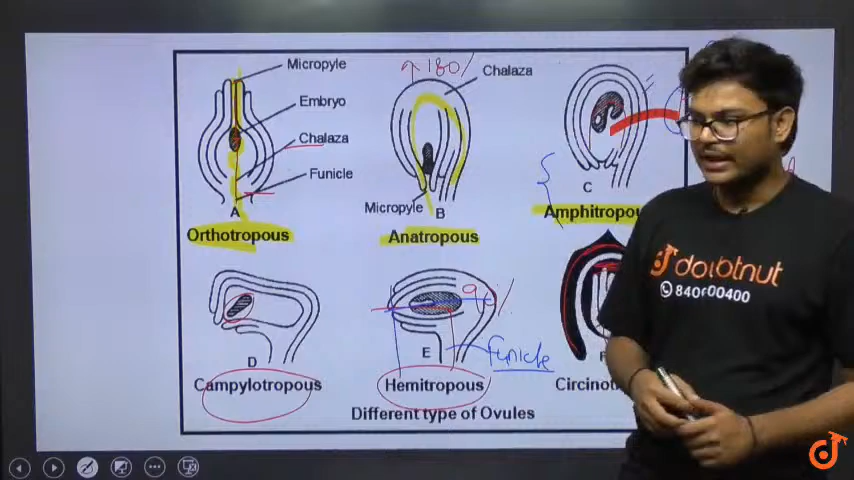 Micropyle
Embryo
Chalaza
Funicle
A
Orthotropous
180
Chalaza
Micropyle
B
Anatropous
C
Amphitropou
D
Campylotropous
90
E
Funicle
Hemitropous
Circinot
Different type of Ovules
doubtnut
8400400400